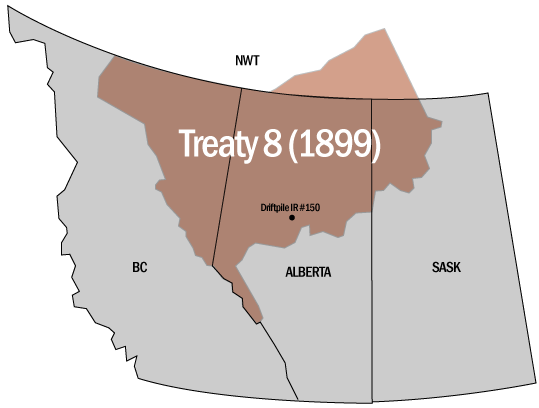 NWT
Treaty 8 (1899)
Driftpile IR #150
BC
ALBERTA
SASK